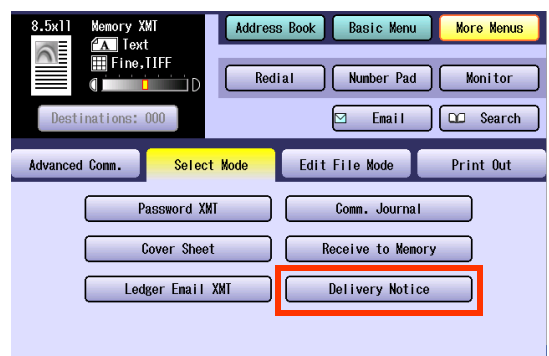 8.5x11 Memory XMT
A Text
Fine,TIFF
D
Destinations: 000
Address Book
Basic Menu
More Menus
Redial
Number Pad
Monitor
Email
Search
Advanced Comm.
Select Mode
Edit File Mode
Print Out
Password XMT
Comm. Journal
Cover Sheet
Receive to Memory
Ledger Email XMT
Delivery Notice